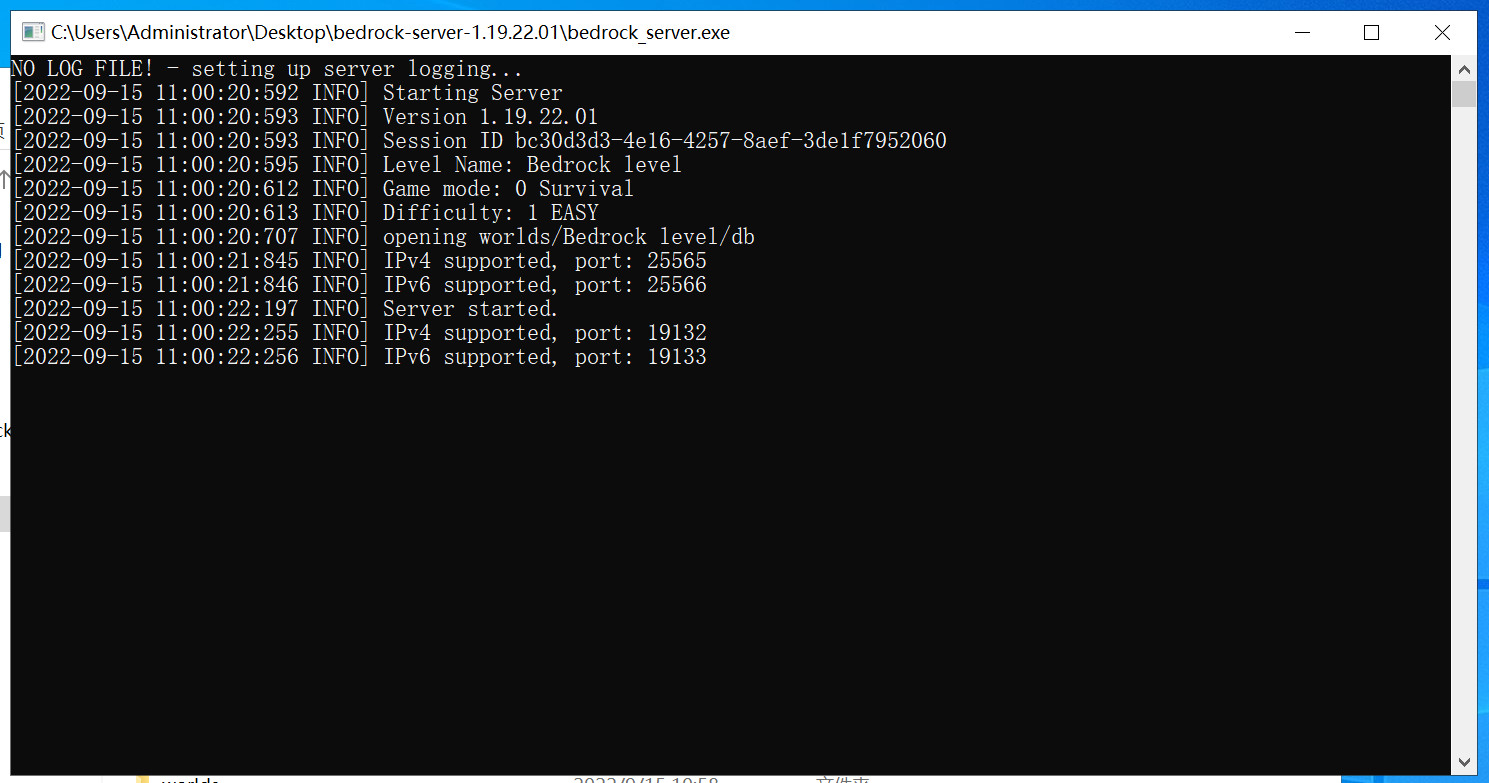 C:\Users\Administrator\Desktop\bedrock-server-1.19.22.01\bedrock_server.exe
NO LOG FILE! - setting up server logging...
[2022-09-15 11:00:20:592 INFO] Starting Server
[2022-09-15 11:00:20:593 INFO] Version 1.19.22.01
[2022-09-15 11:00:20:593 INFO] Session ID bc30d3d3-4e16-4257-8aef-3de1f7952060
[2022-09-15 11:00:20:595 INFO] Level Name: Bedrock level
[2022-09-15 11:00:20:612 INFO] Game mode: 0 Survival
[2022-09-15 11:00:20:613 INFO] Difficulty: 1 EASY
[2022-09-15 11:00:20:707 INFO] opening worlds/Bedrock level/db
[2022-09-15 11:00:21:845 INFO] IPv4 supported, port: 25565
[2022-09-15 11:00:21:846 INFO] IPv6 supported, port: 25566
[2022-09-15 11:00:22:197 INFO] Server started.
[2022-09-15 11:00:22:255 INFO] IPv4 supported, port: 19132
[2022-09-15 11:00:22:256 INFO] IPv6 supported, port: 19133